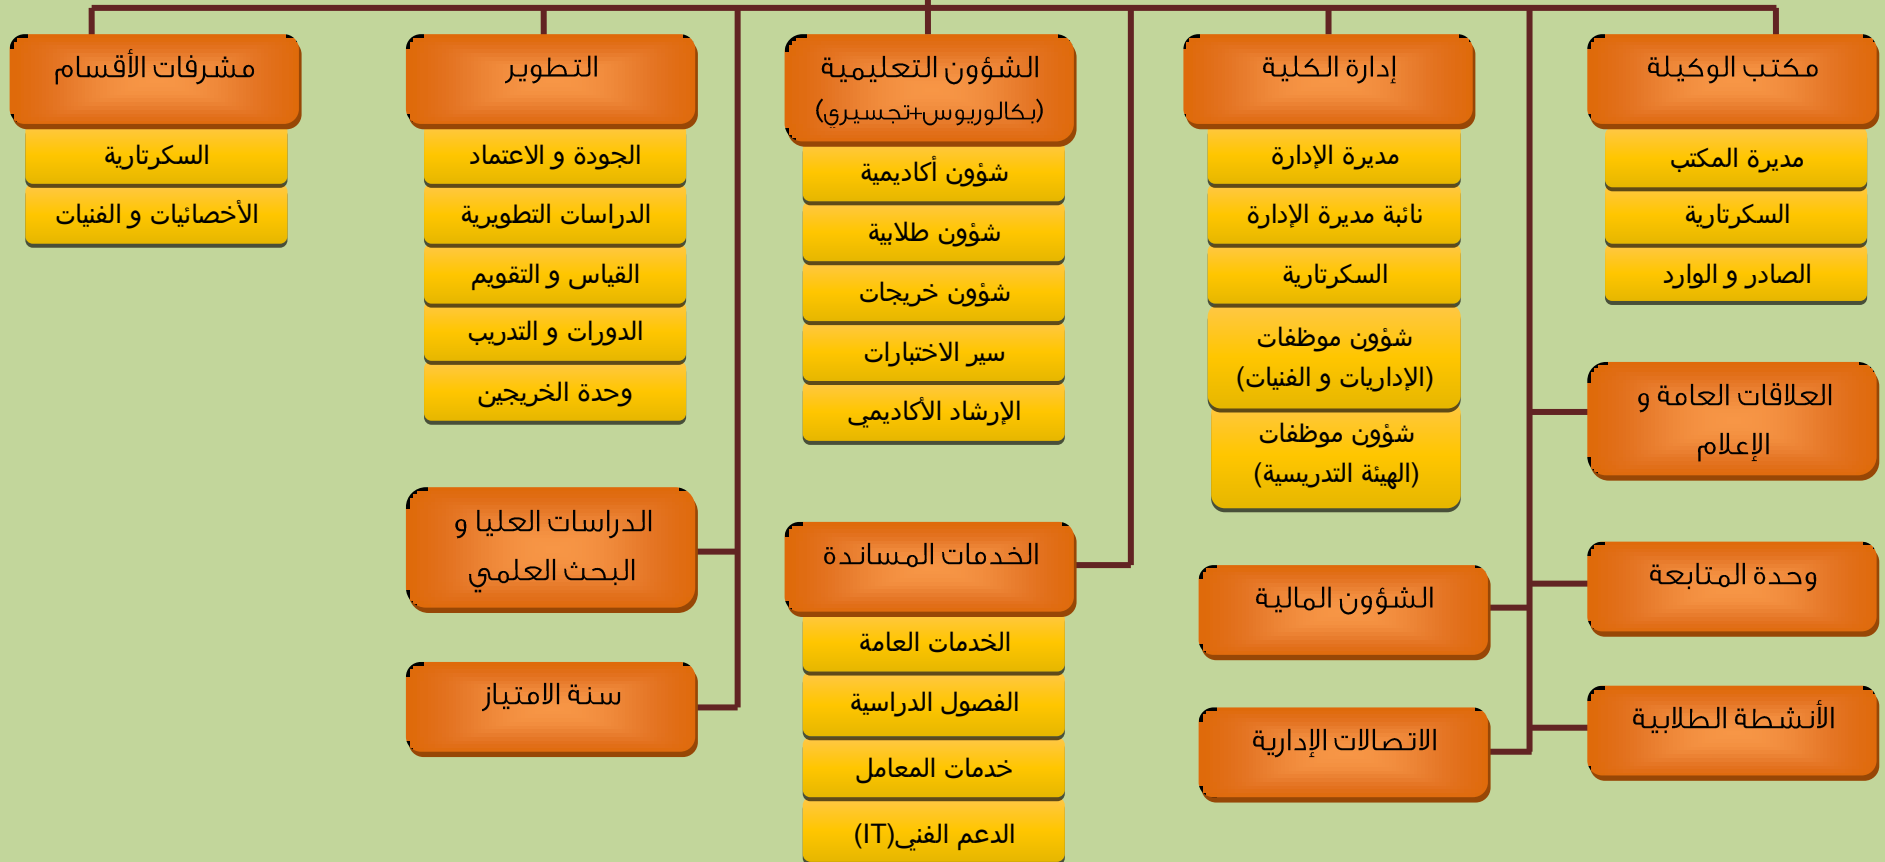 مكتب الوكيلة
مديرة المكتب
السكرتارية
الصادر و الوارد
العلاقات العامة و
الإعلام
وحدة المتابعة
الأنشطة الطلابية
إدارة الكلية
مديرة الإدارة
نائبة مديرة الإدارة
السكرتارية
شؤون موظفات
(الإداريات و الفنيات)
شؤون موظفات
(الهيئة التدريسية)
الشؤون المالية
الاتصالات الإدارية
الشؤون التعليمية
(بكالوريوس+تجسيري)
شؤون أكاديمية
شؤون طلابية
شؤون خريجات
سير الاختبارات
الإرشاد الأكاديمي
الخدمات المساندة
الخدمات العامة
الفصول الدراسية
خدمات المعامل
الدعم الفني(IT)
التطوير
الجودة و الاعتماد
الدراسات التطويرية
القياس و التقويم
الدورات و التدريب
وحدة الخريجين
الدراسات العليا و
البحث العلمي
سنة الامتياز
مشرفات الأقسام
السكرتارية
الأخصائيات و الفنيات